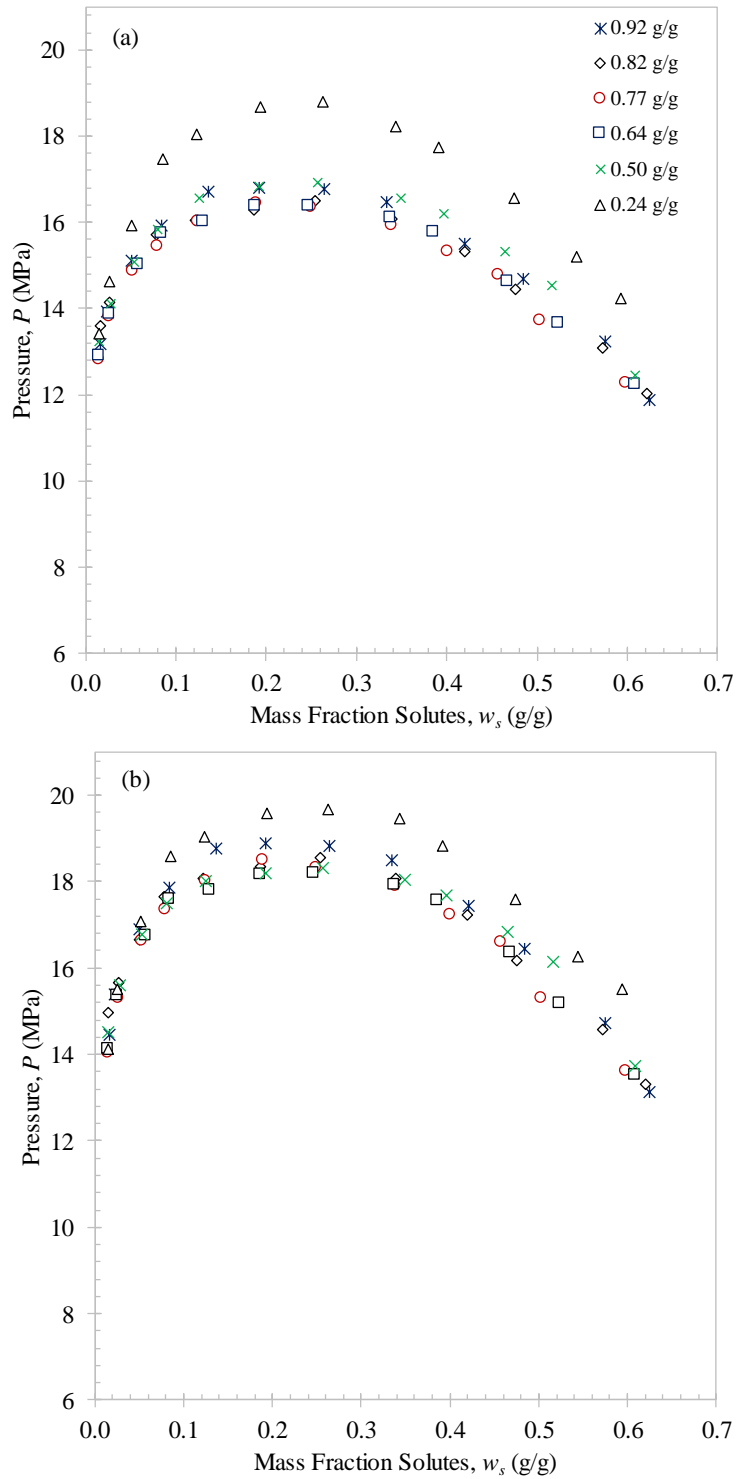 (a)
0.92 g/g
0.82 g/g
0.77 g/g
0.64 g/g
0.50 g/g
0.24 g/g
20
18
16
14
12
10
8
6
Pressure, P (MPa)
0.0 0.1 0.2 0.3 0.4 0.5 0.6 0.7
Mass Fraction Solutes, ws (g/g)
(b)
20
18
16
14
12
10
8
6
Pressure, P (MPa)
0.0 0.1 0.2 0.3 0.4 0.5 0.6 0.7
Mass Fraction Solutes, ws (g/g)